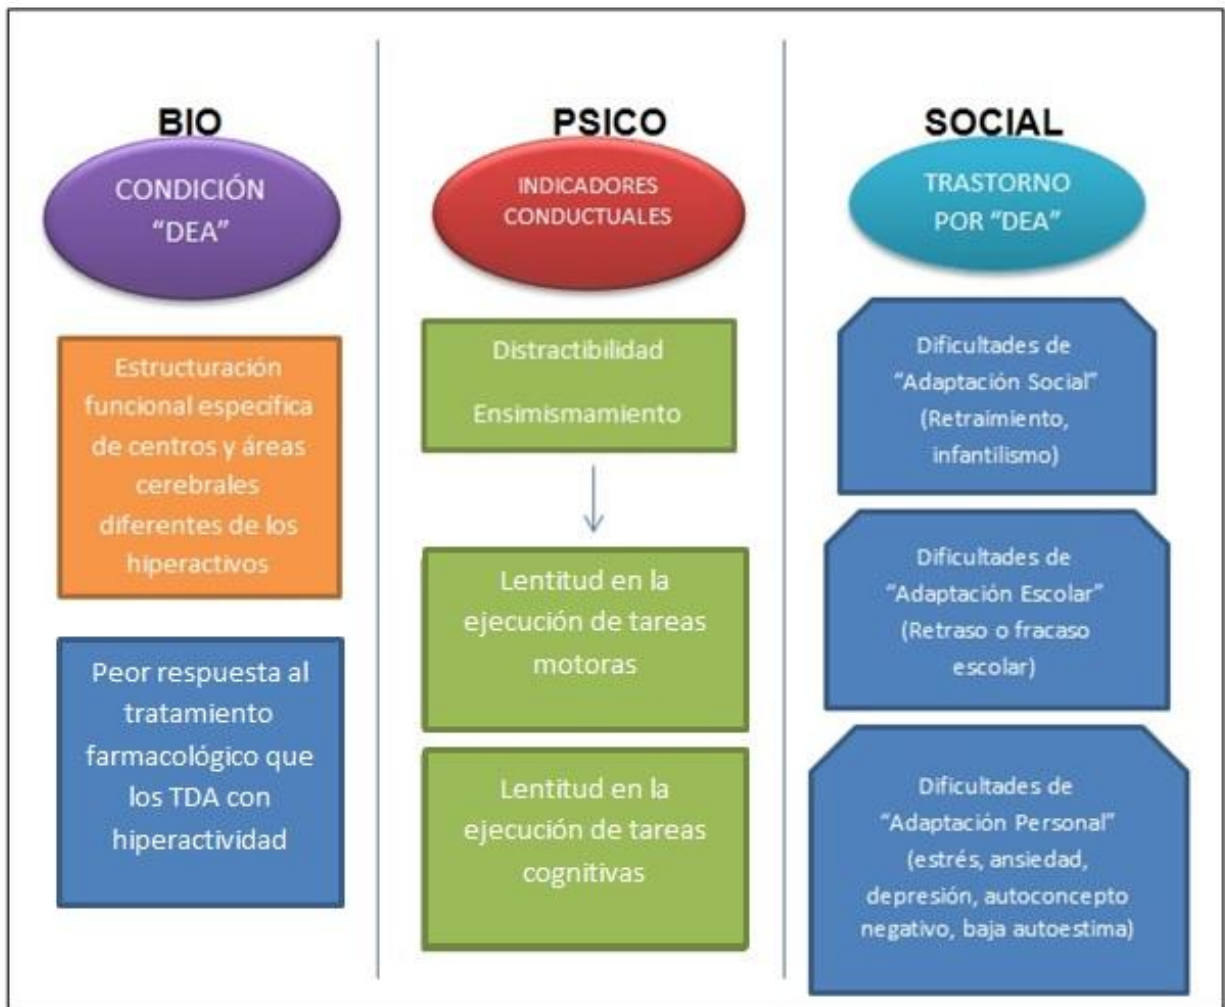 BIO
CONDICIÓN
“DEA”
Estructuración
funcional específica
de centros y áreas
cerebrales
diferentes de los
hiperactivos
Peor respuesta al
tratamiento
farmacológico que
los TDA con
hiperactividad
PSICO
INDICADORES
CONDUCTUALES
Distractibilidad
Ensimismamiento
Lentitud en la
ejecución de tareas
motoras
Lentitud en la
ejecución de tareas
cognitivas
SOCIAL
TRASTORNO
POR “DEA”
Dificultades de
“Adaptación Social”
(Retraimiento,
infantilismo)
Dificultades de
“Adaptación Escolar”
(Retraso o fracaso
escolar)
Dificultades de
“Adaptación Personal”
(estrés, ansiedad,
depresión, autoconcepto
negativo, baja autoestima)